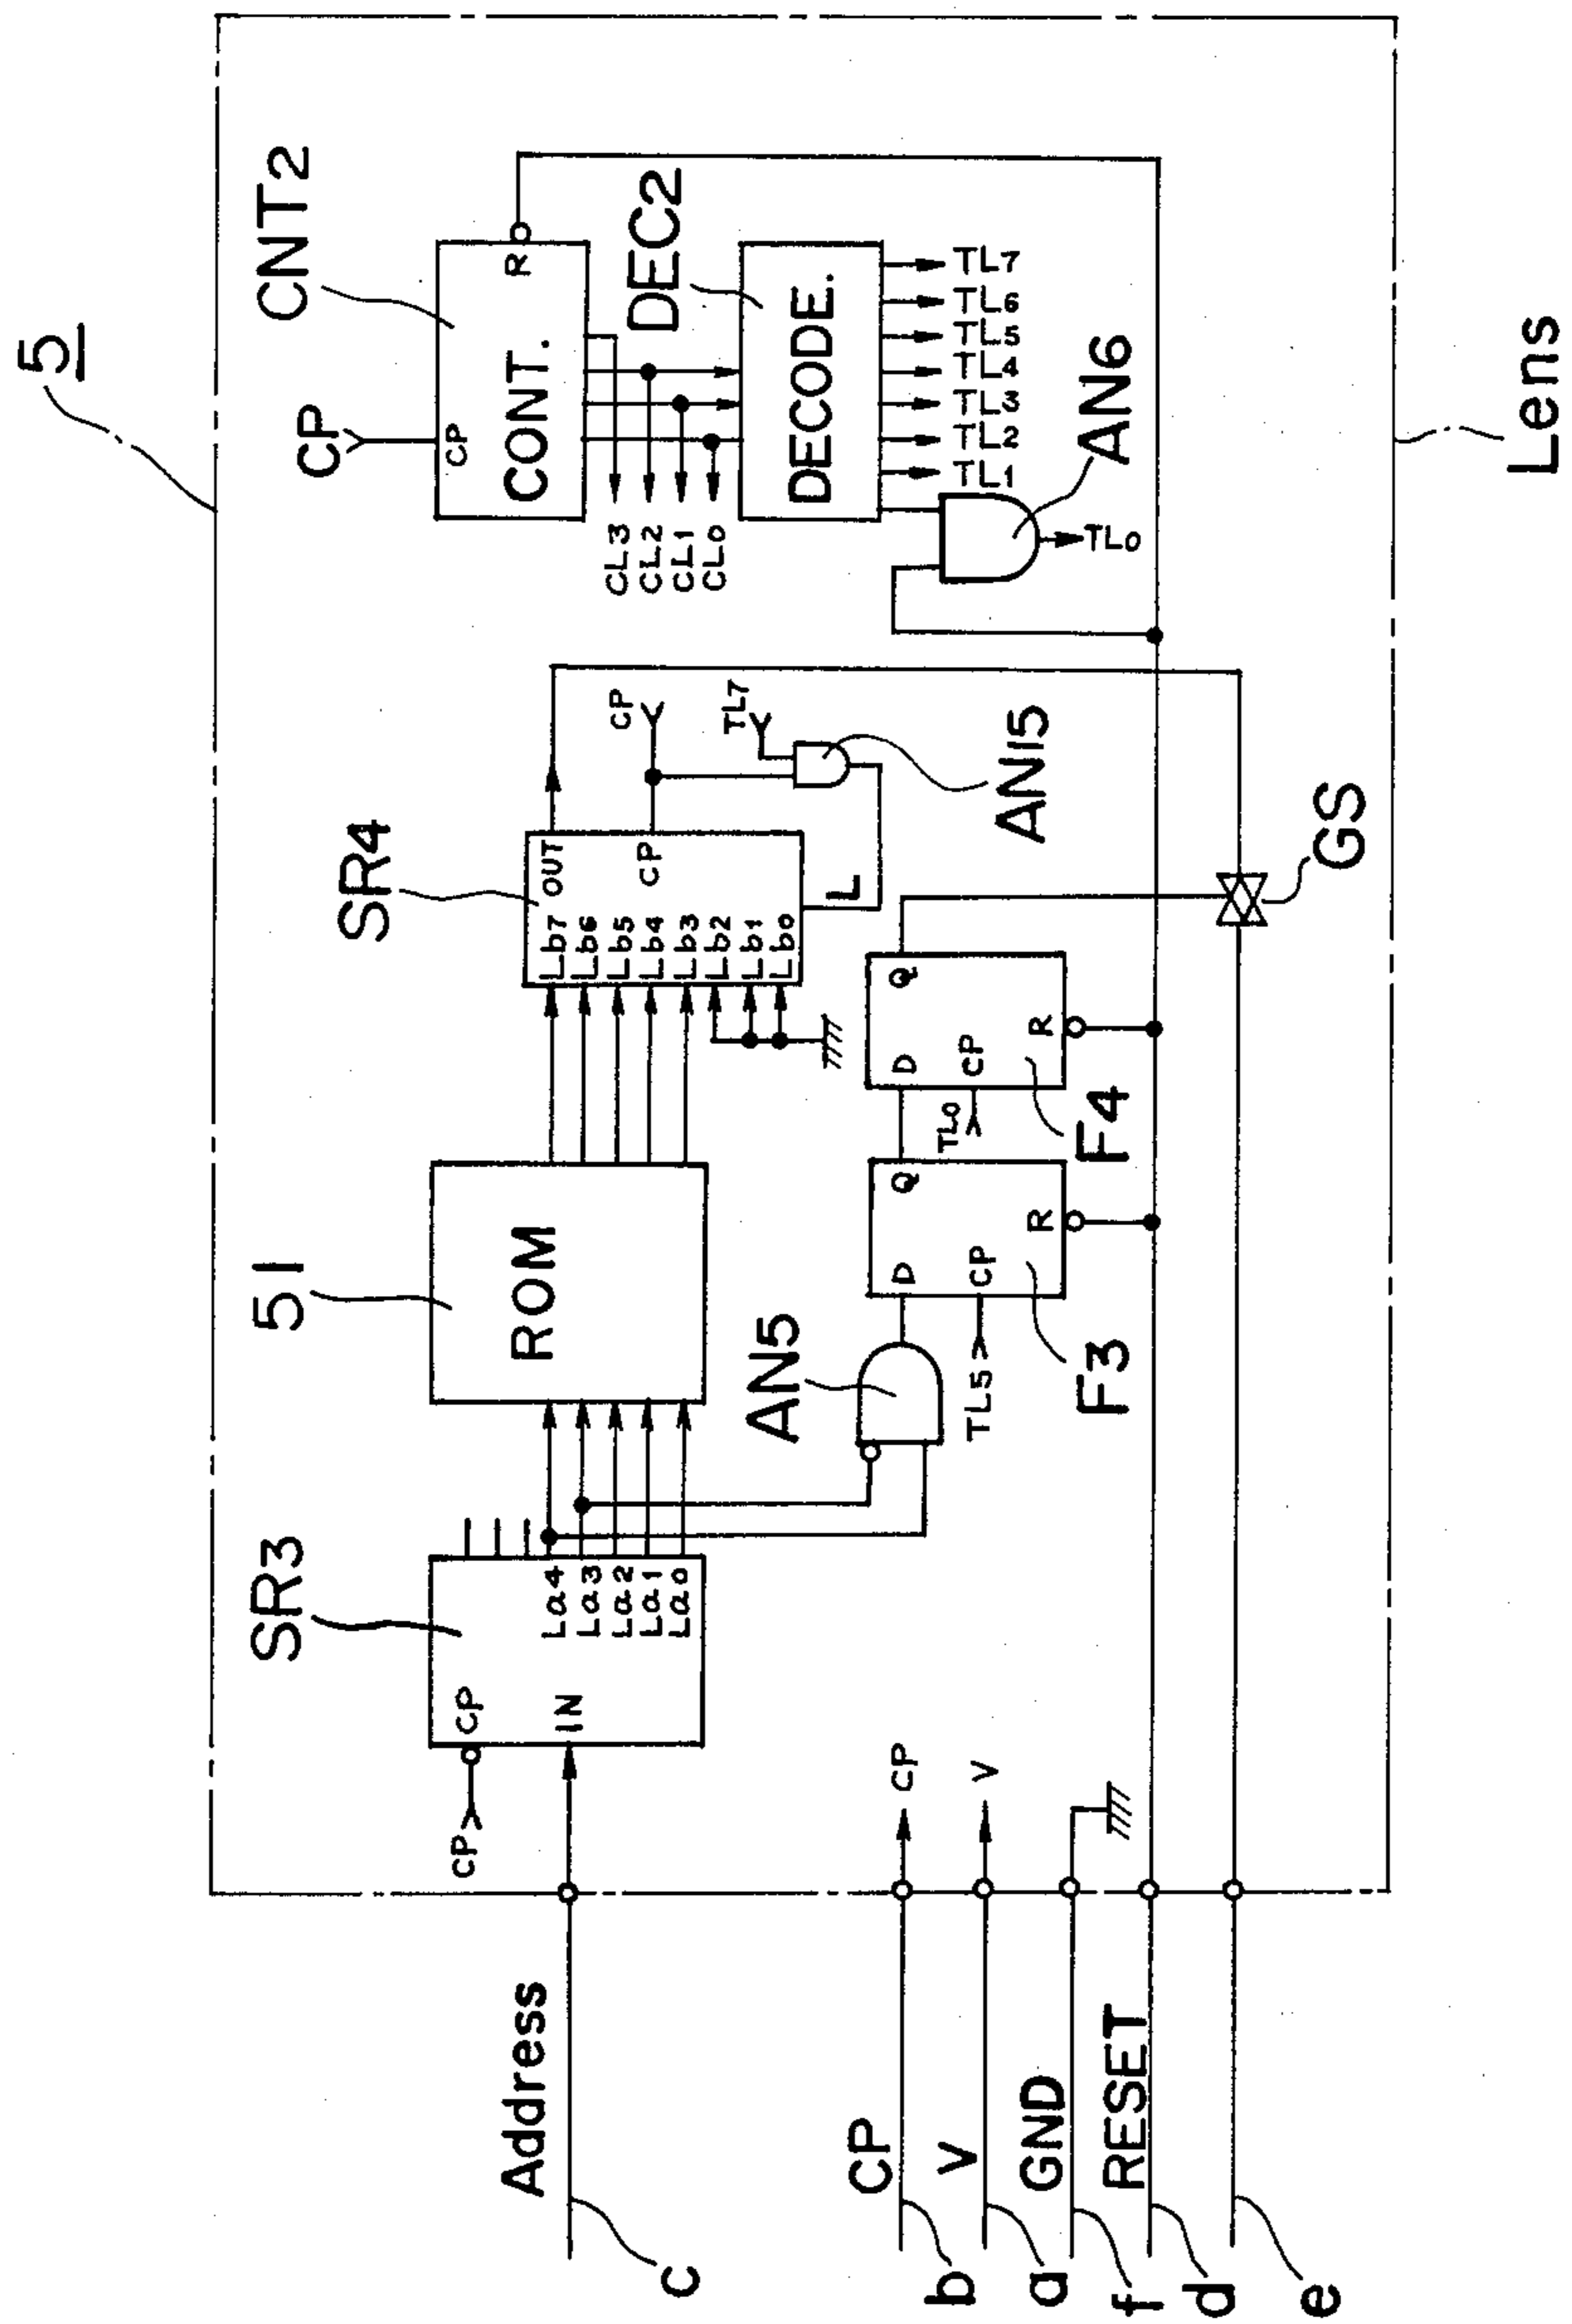 5
CP
CNT2
CP
R
CONT.
CL3
CL2
CL1
CL0
DEC2
DECODE.
TL1
TL2
TL3
TL4
TL5
TL6
TL7
AN6
TL0
SR3
CP
CP
IN
La4
La3
La2
La1
La0
51
ROM
SR4
Lb7
Lb6
Lb5
Lb4
Lb3
Lb2
Lb1
Lb0
OUT
CP
L
CP
TL7
AN15
AN5
D
Q
CP
R
TL5
F3
D
Q
CP
R
TL0
F4
GS
Address
c
CP
b
CP
V
a
V
GND
f
RESET
d
e
Lens